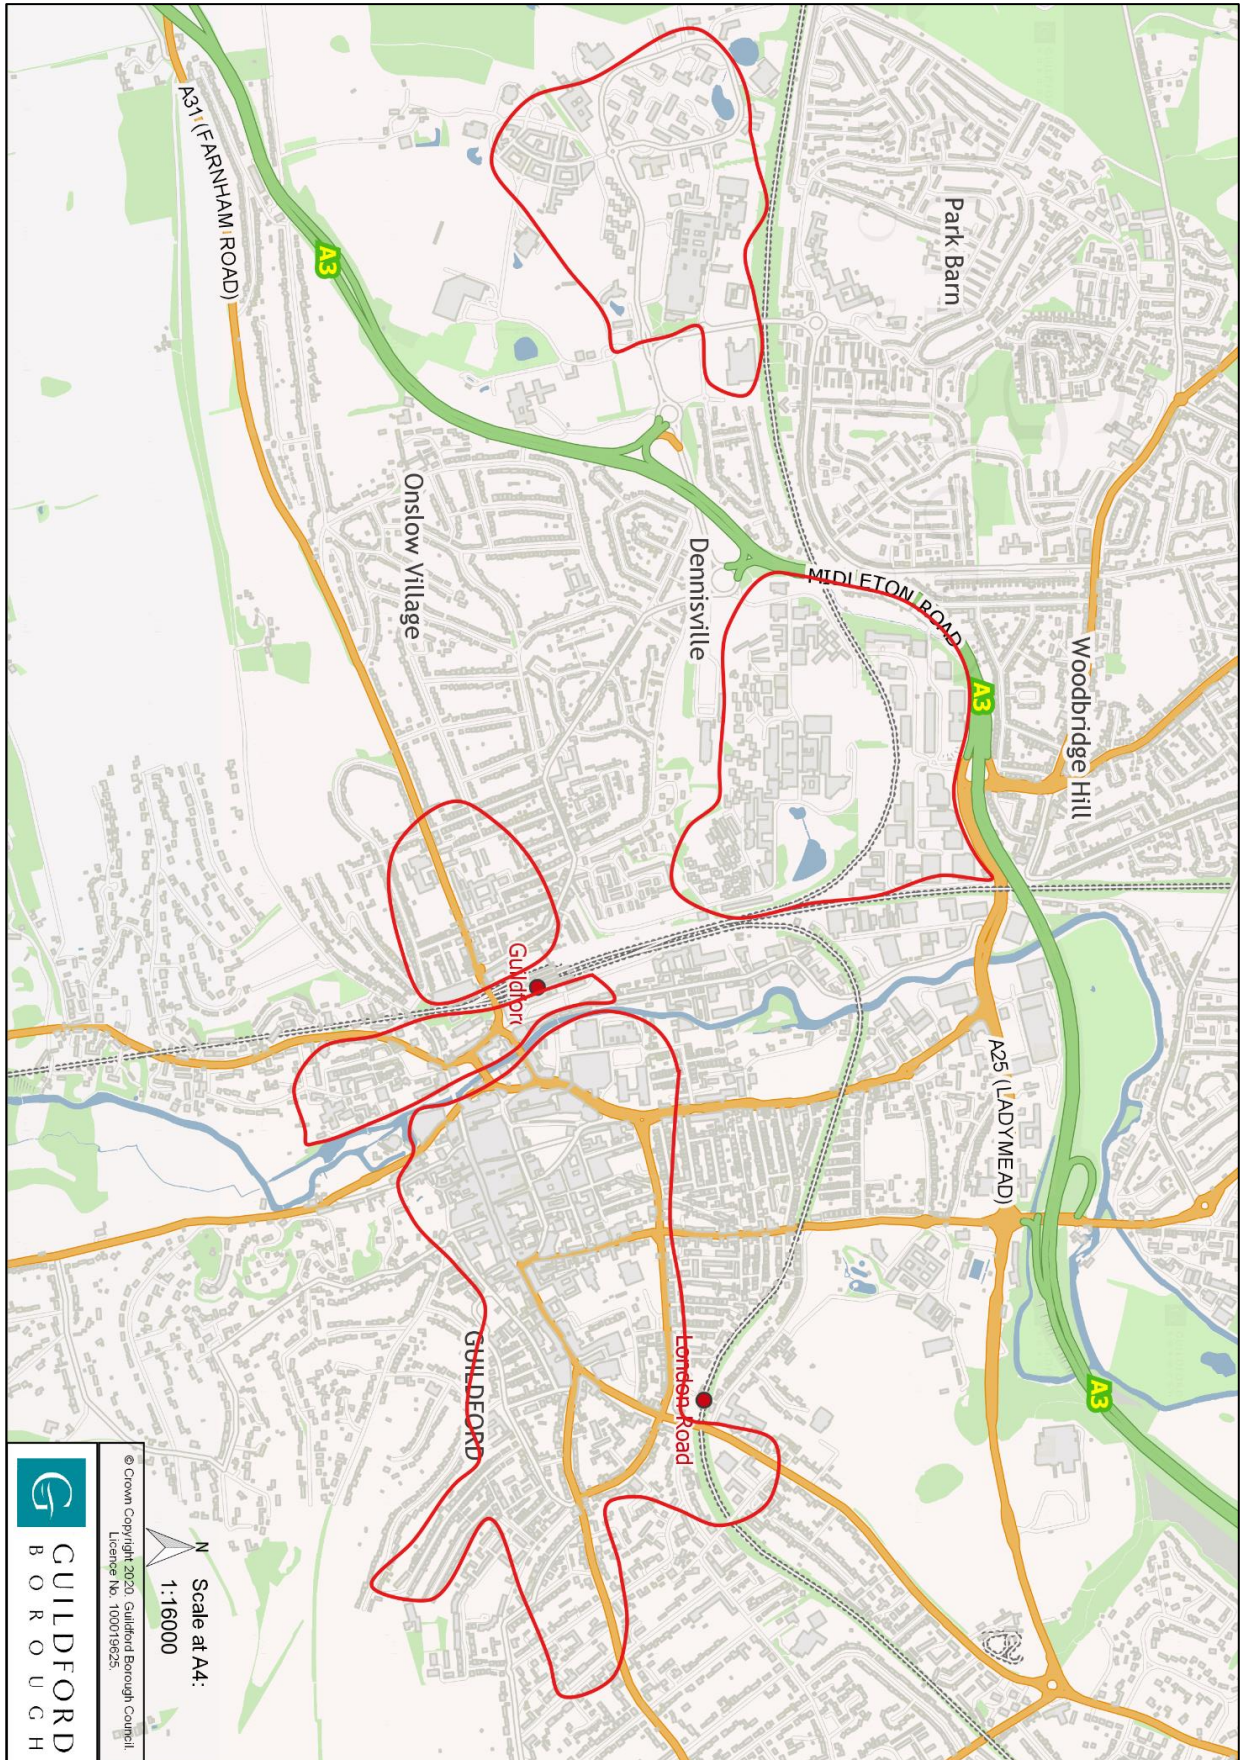 Park Barn
A31 (FARNHAM ROAD)
A3
Onslow Village
Dennisville
MIDLETON ROAD
A3
Woodbridge Hill
Guildford
A25 (LADYMEAD)
London Road
GUILDFORD
A3
N
Scale at A4:
1:16000
© Crown Copyright 2020. Guildford Borough Council.
Licence No. 100019625.
G
GUILDFORD
BOROUGH